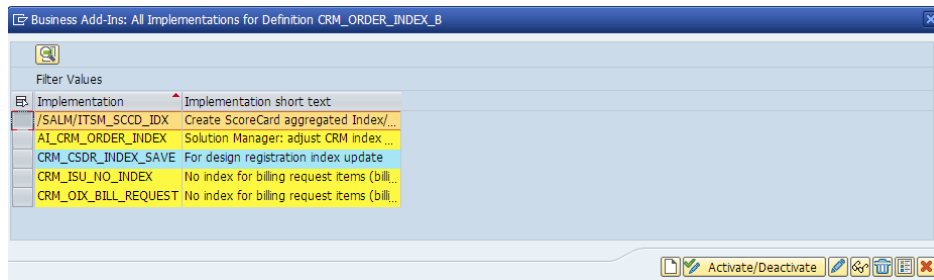 Business Add-Ins: All Implementations for Definition CRM_ORDER_INDEX_B
Filter Values
Implementation Implementation short text
/SALM/ITSM_SCCD_IDX Create ScoreCard aggregated Index/...
AI_CRM_ORDER_INDEX Solution Manager: adjust CRM index ...
CRM_CSDR_INDEX_SAVE For design registration index update
CRM_ISU_NO_INDEX No index for billing request items (billi...
CRM_OIX_BILL_REQUEST No index for billing request items (billi...
Activate/Deactivate